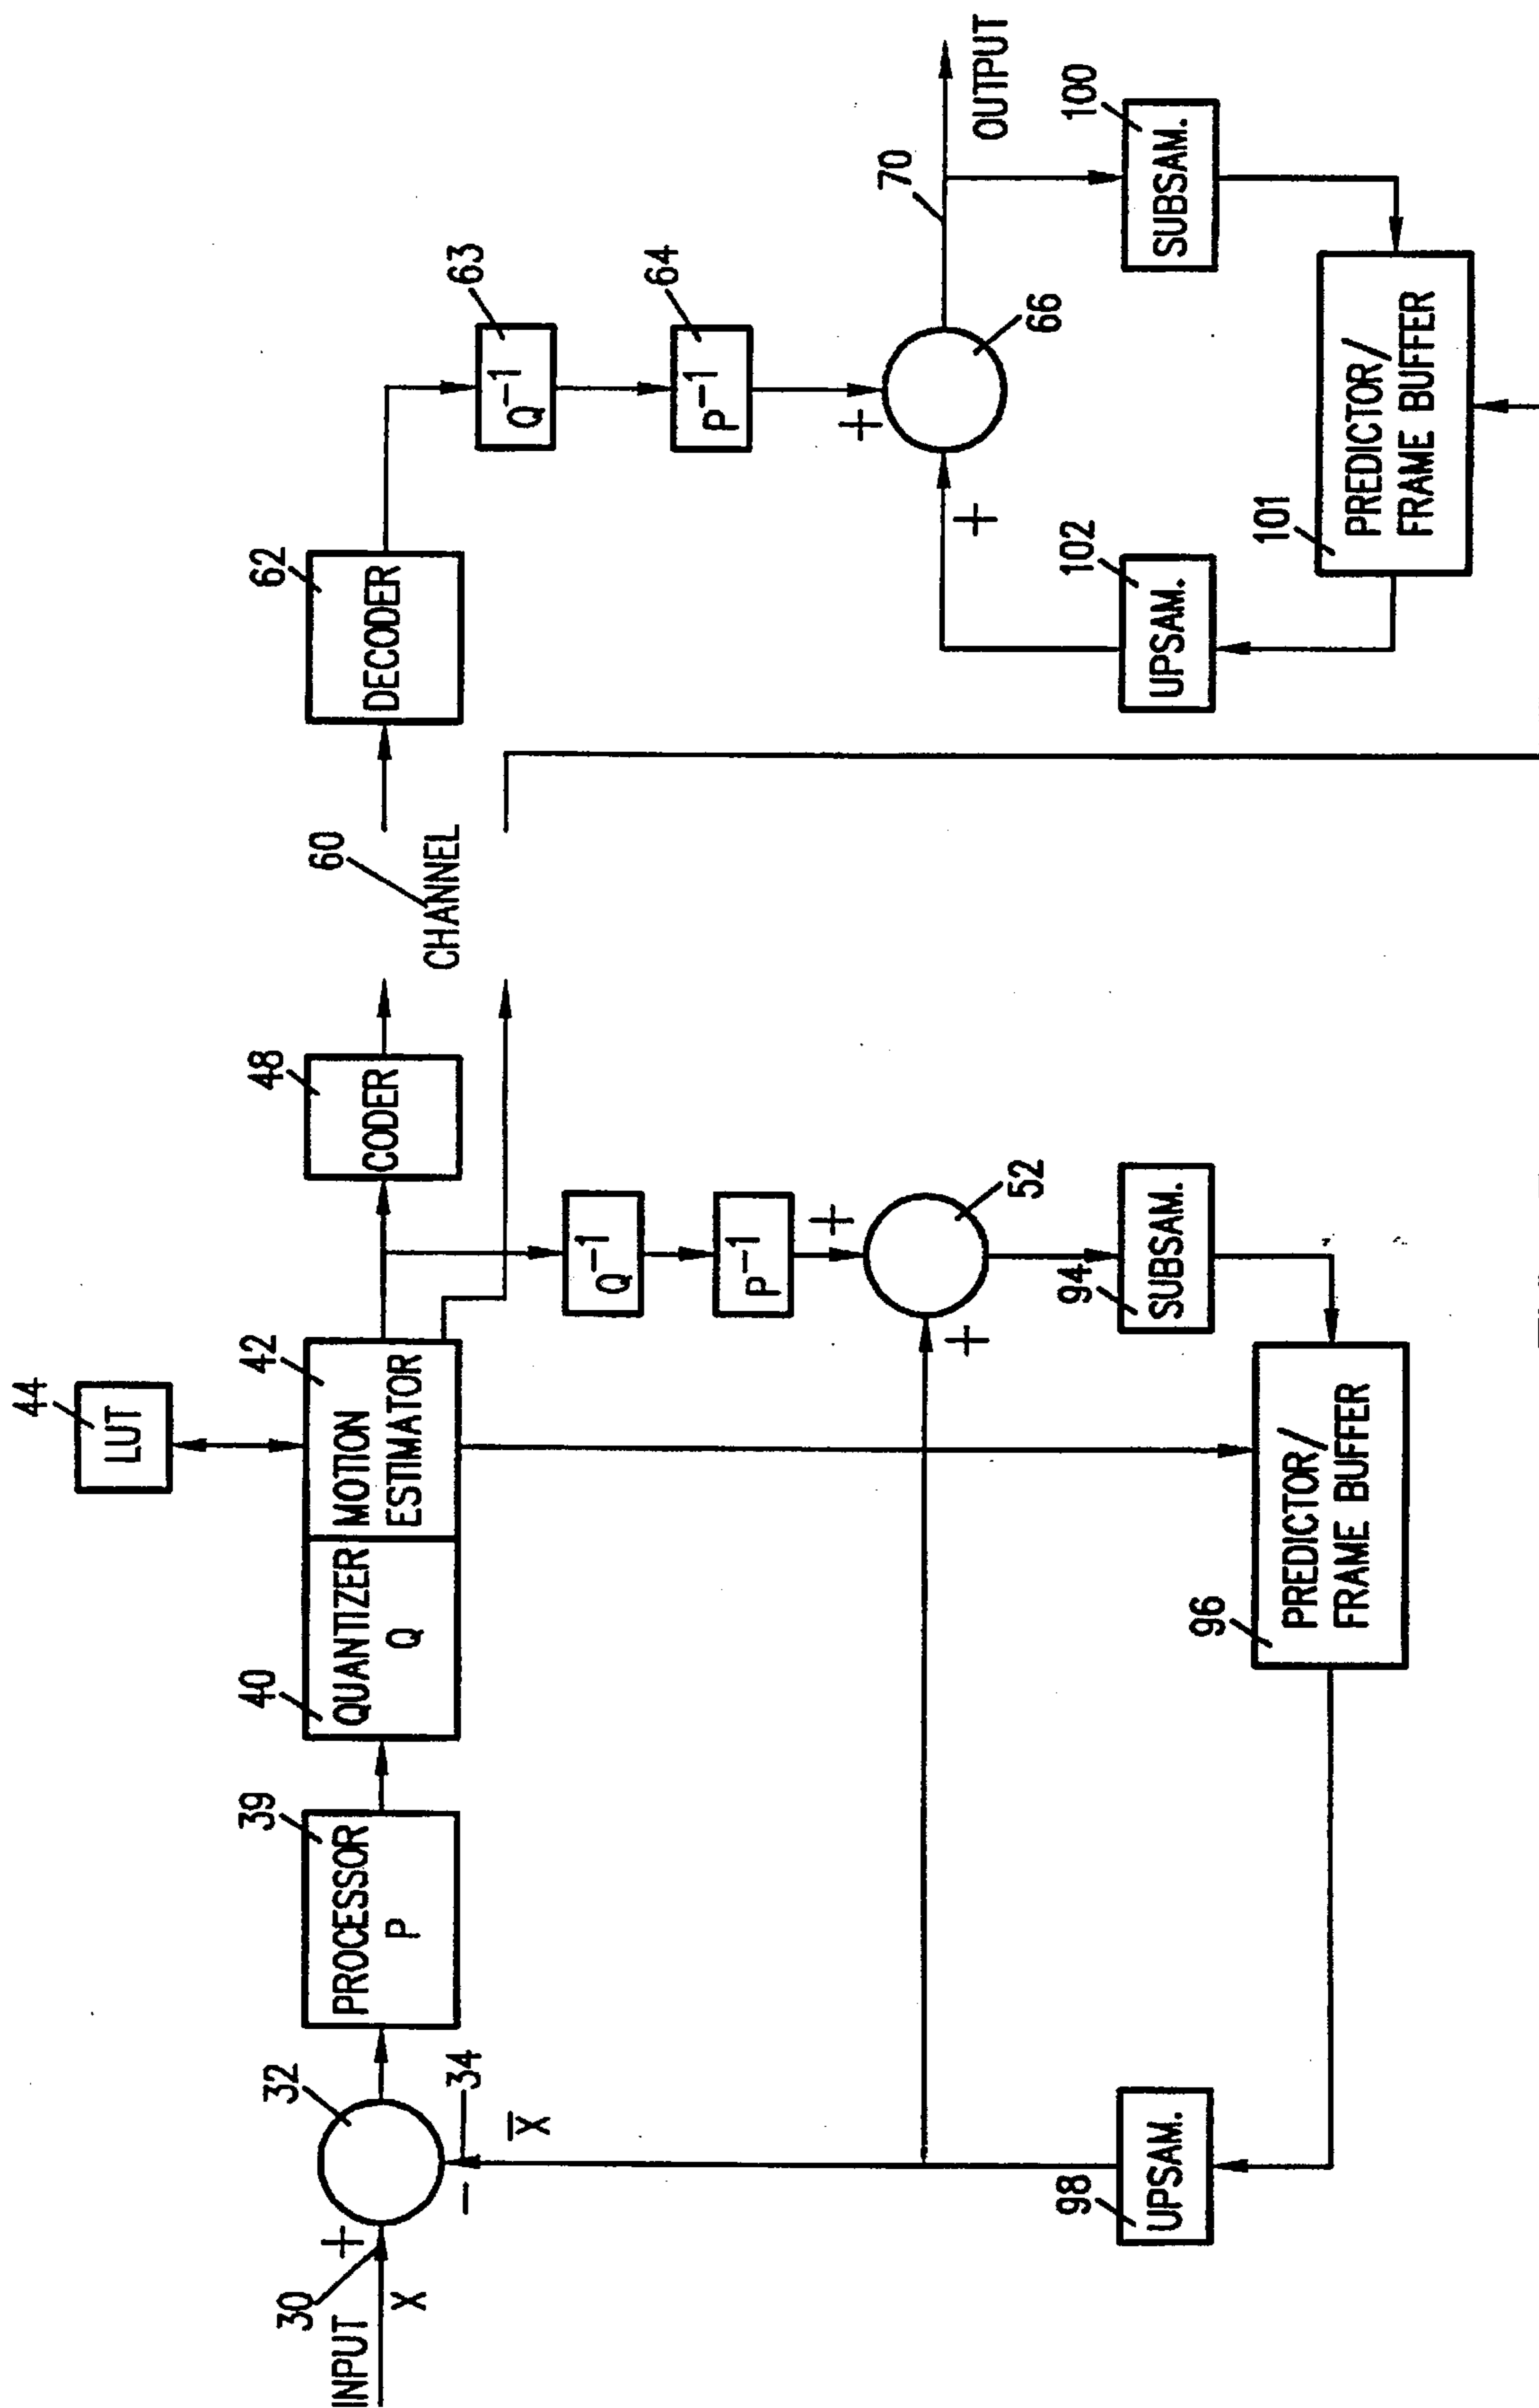 INPUT
30
X
+
32
-
34
X̄
PROCESSOR
P
39
QUANTIZER
Q
40
MOTION
ESTIMATOR
42
LUT
44
CODER
48
Q⁻¹
P⁻¹
+
+
52
SUBSAM.
94
PREDICTOR/
FRAME BUFFER
96
UPSAM.
98
60
CHANNEL
DECODER
62
Q⁻¹
63
P⁻¹
64
+
+
66
70
OUTPUT
SUBSAM.
100
PREDICTOR/
FRAME BUFFER
101
UPSAM.
102